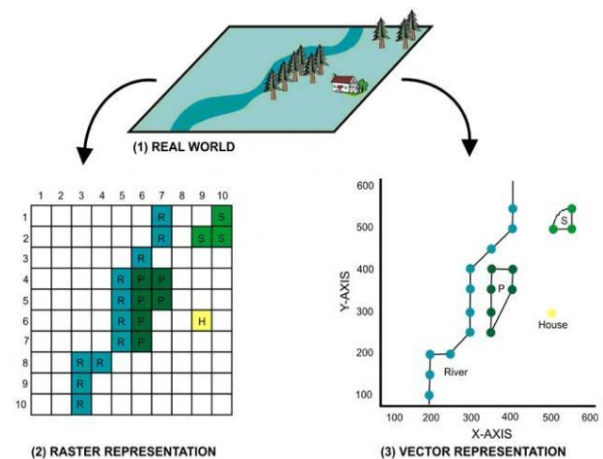 (1) REAL WORLD
1 2 3 4 5 6 7 8 9 10
1 R S
2 R S S
3 R
4 R P P
5 R P P
6 R P H
7 R P
8 R R
9 R
10 R
(2) RASTER REPRESENTATION
600
500
400
300
200
100
Y-AXIS
S
P
House
River
100 200 300 400 500 600
X-AXIS
(3) VECTOR REPRESENTATION